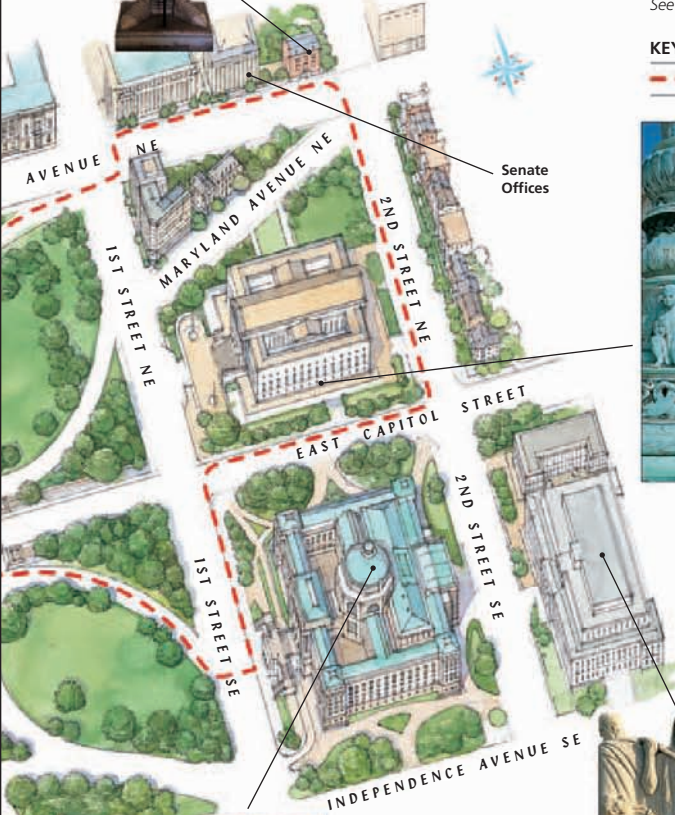 See
KEY
AVENUE NE
MARYLAND AVENUE NE
Senate
Offices
1ST STREET NE
2ND STREET NE
EAST CAPITOL STREET
1ST STREET SE
2ND STREET SE
INDEPENDENCE AVENUE SE